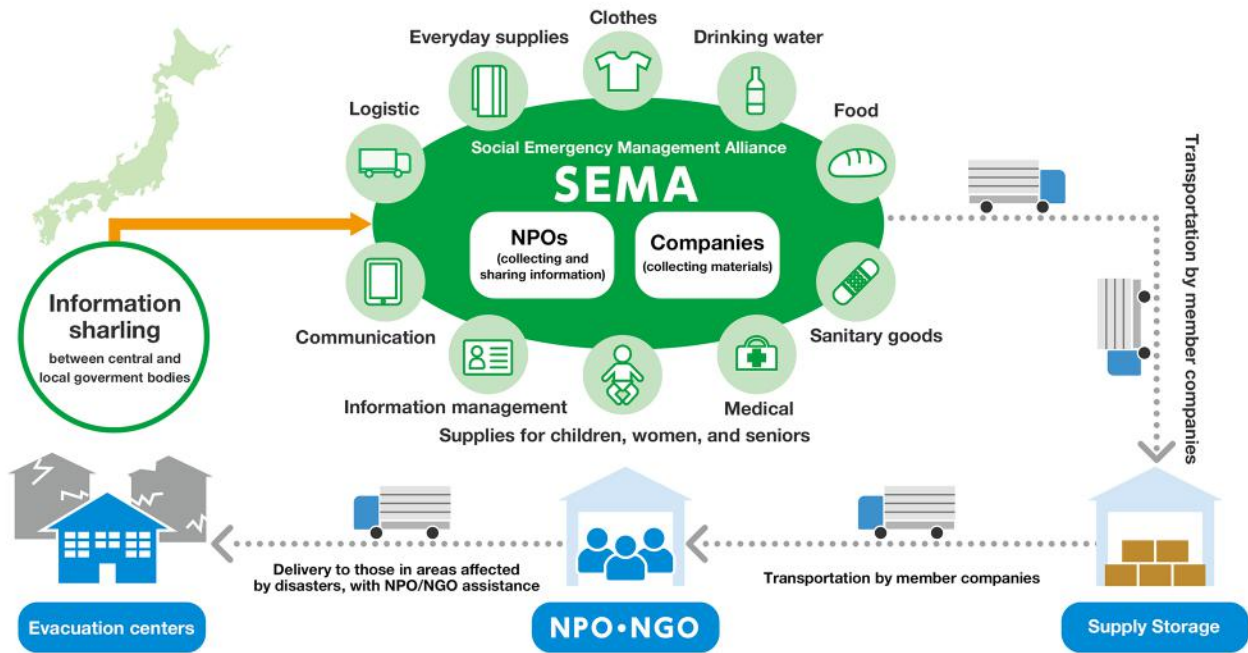 Clothes
Everyday supplies
Drinking water
Logistic
Food
Social Emergency Management Alliance
SEMA
NPOs
(collecting and
sharing information)
Companies
(collecting materials)
Transportation by member companies
Information
sharling
between central and
local goverment bodies
Communication
Sanitary goods
Information management
Medical
Supplies for children, women, and seniors
Delivery to those in areas affected
by disasters, with NPO/NGO assistance
Transportation by member companies
Evacuation centers
NPO•NGO
Supply Storage